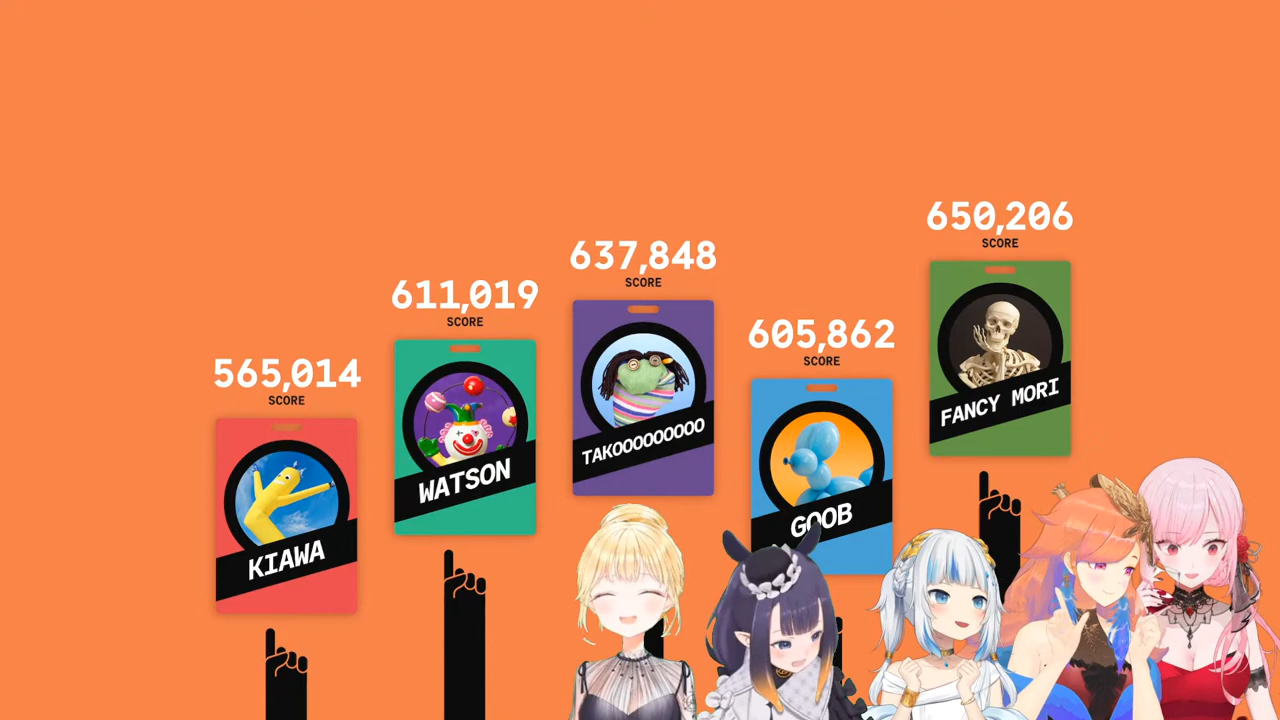 565,014
SCORE
KIAWA
611,019
SCORE
WATSON
637,848
SCORE
TAKOOOOOOOOO
605,862
SCORE
GOOB
650,206
SCORE
FANCY MORI